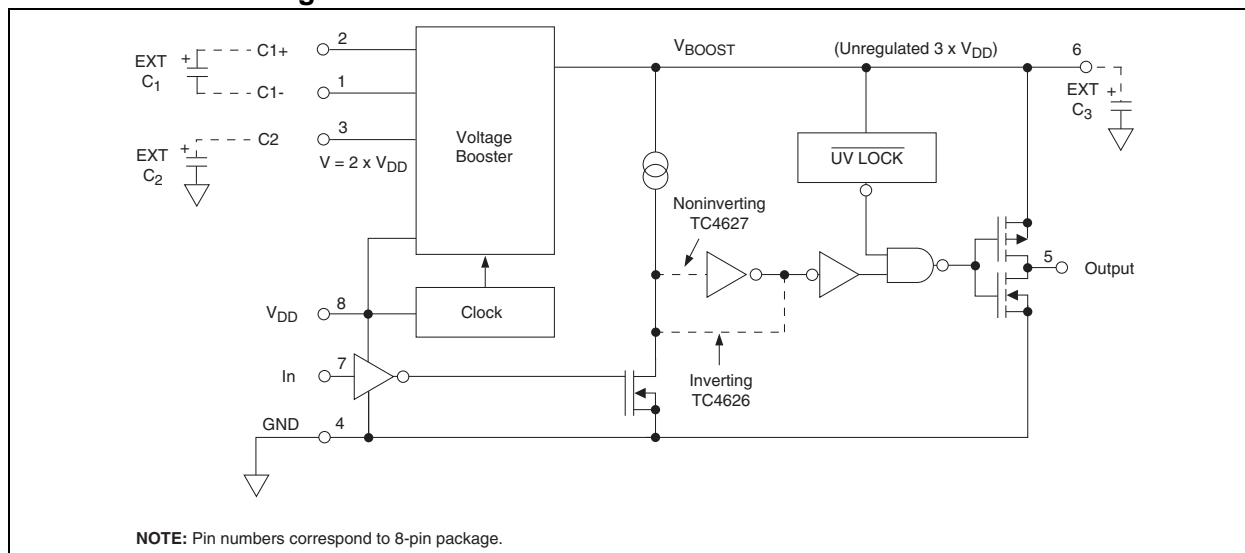 g
EXT
C1
+
C1+
2
C1-
1
EXT
C2
+
C2
3
V = 2 x VDD
Voltage
Booster
VBOOST
(Unregulated 3 x VDD)
6
EXT
C3
+
UV LOCK
Noninverting
TC4627
5
Output
VDD
8
Clock
In
7
Inverting
TC4626
GND
4
NOTE: Pin numbers correspond to 8-pin package.